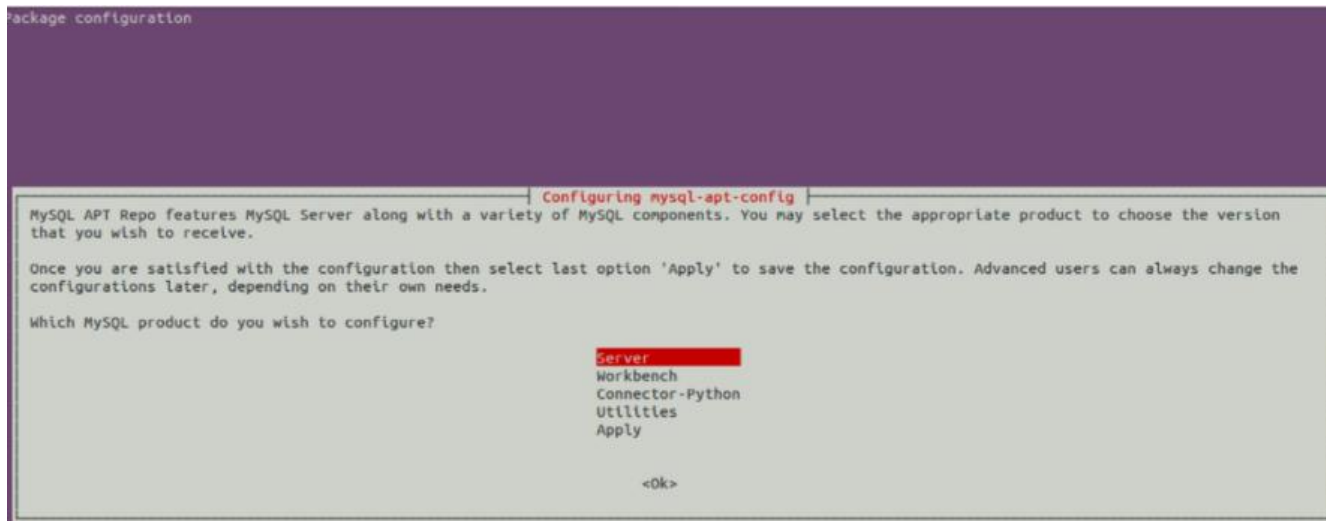 Package configuration
Configuring mysql-apt-config
MySQL APT Repo features MySQL Server along with a variety of MySQL components. You may select the appropriate product to choose the version
that you wish to receive.
Once you are satisfied with the configuration then select last option 'Apply' to save the configuration. Advanced users can always change the
configurations later, depending on their own needs.
Which MySQL product do you wish to configure?
Server
Workbench
Connector-Python
Utilities
Apply
<Ok>